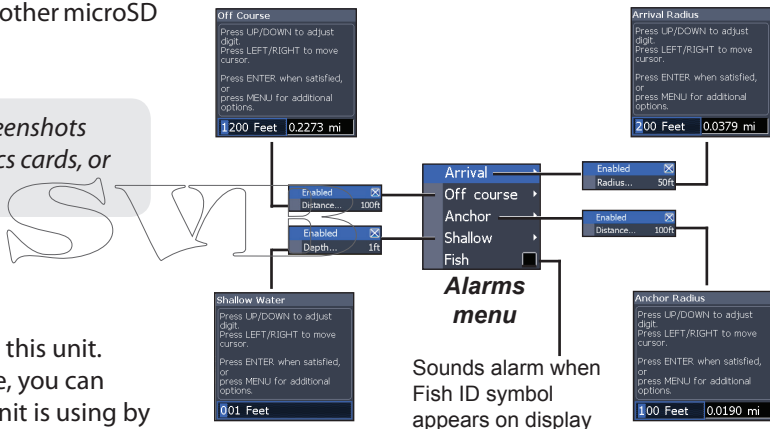 other microSD
eenshots
cs cards, or
this unit.
e, you can
nit is using by
Off Course
Press UP/DOWN to adjust
digit.
Press LEFT/RIGHT to move
cursor.
Press ENTER when satisfied,
or
press MENU for additional
options.
1200 Feet 0.2273 mi
Enabled
Distance... 100ft
Enabled
Depth... 1ft
Shallow Water
Press UP/DOWN to adjust
digit.
Press LEFT/RIGHT to move
cursor.
Press ENTER when satisfied,
or
press MENU for additional
options.
001 Feet
Arrival
Off course
Anchor
Shallow
Fish
Alarms
menu
Sounds alarm when
Fish ID symbol
appears on display
Arrival Radius
Press UP/DOWN to adjust
digit.
Press LEFT/RIGHT to move
cursor.
Press ENTER when satisfied,
or
press MENU for additional
options.
200 Feet 0.0379 mi
Enabled
Radius... 50ft
Enabled
Distance... 100ft
Anchor Radius
Press UP/DOWN to adjust
digit.
Press LEFT/RIGHT to move
cursor.
Press ENTER when satisfied,
or
press MENU for additional
options.
100 Feet 0.0190 mi
SVB